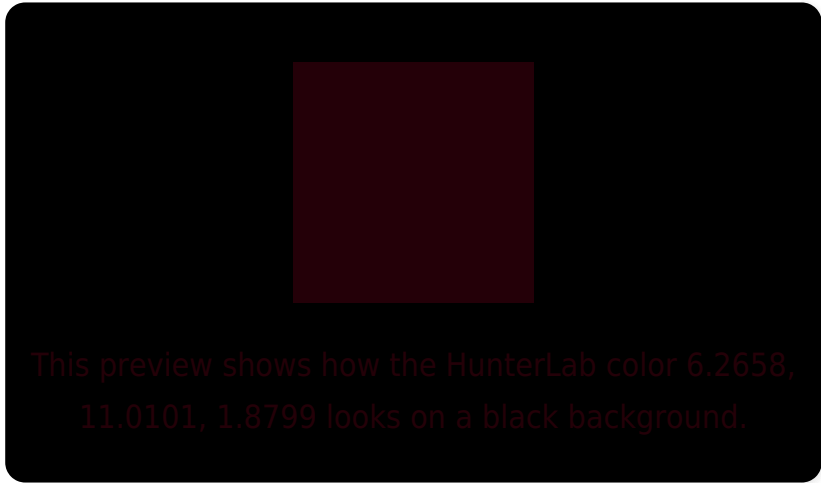 This preview shows how the HunterLab color 6.2658,
11.0101, 1.8799 looks on a black background.